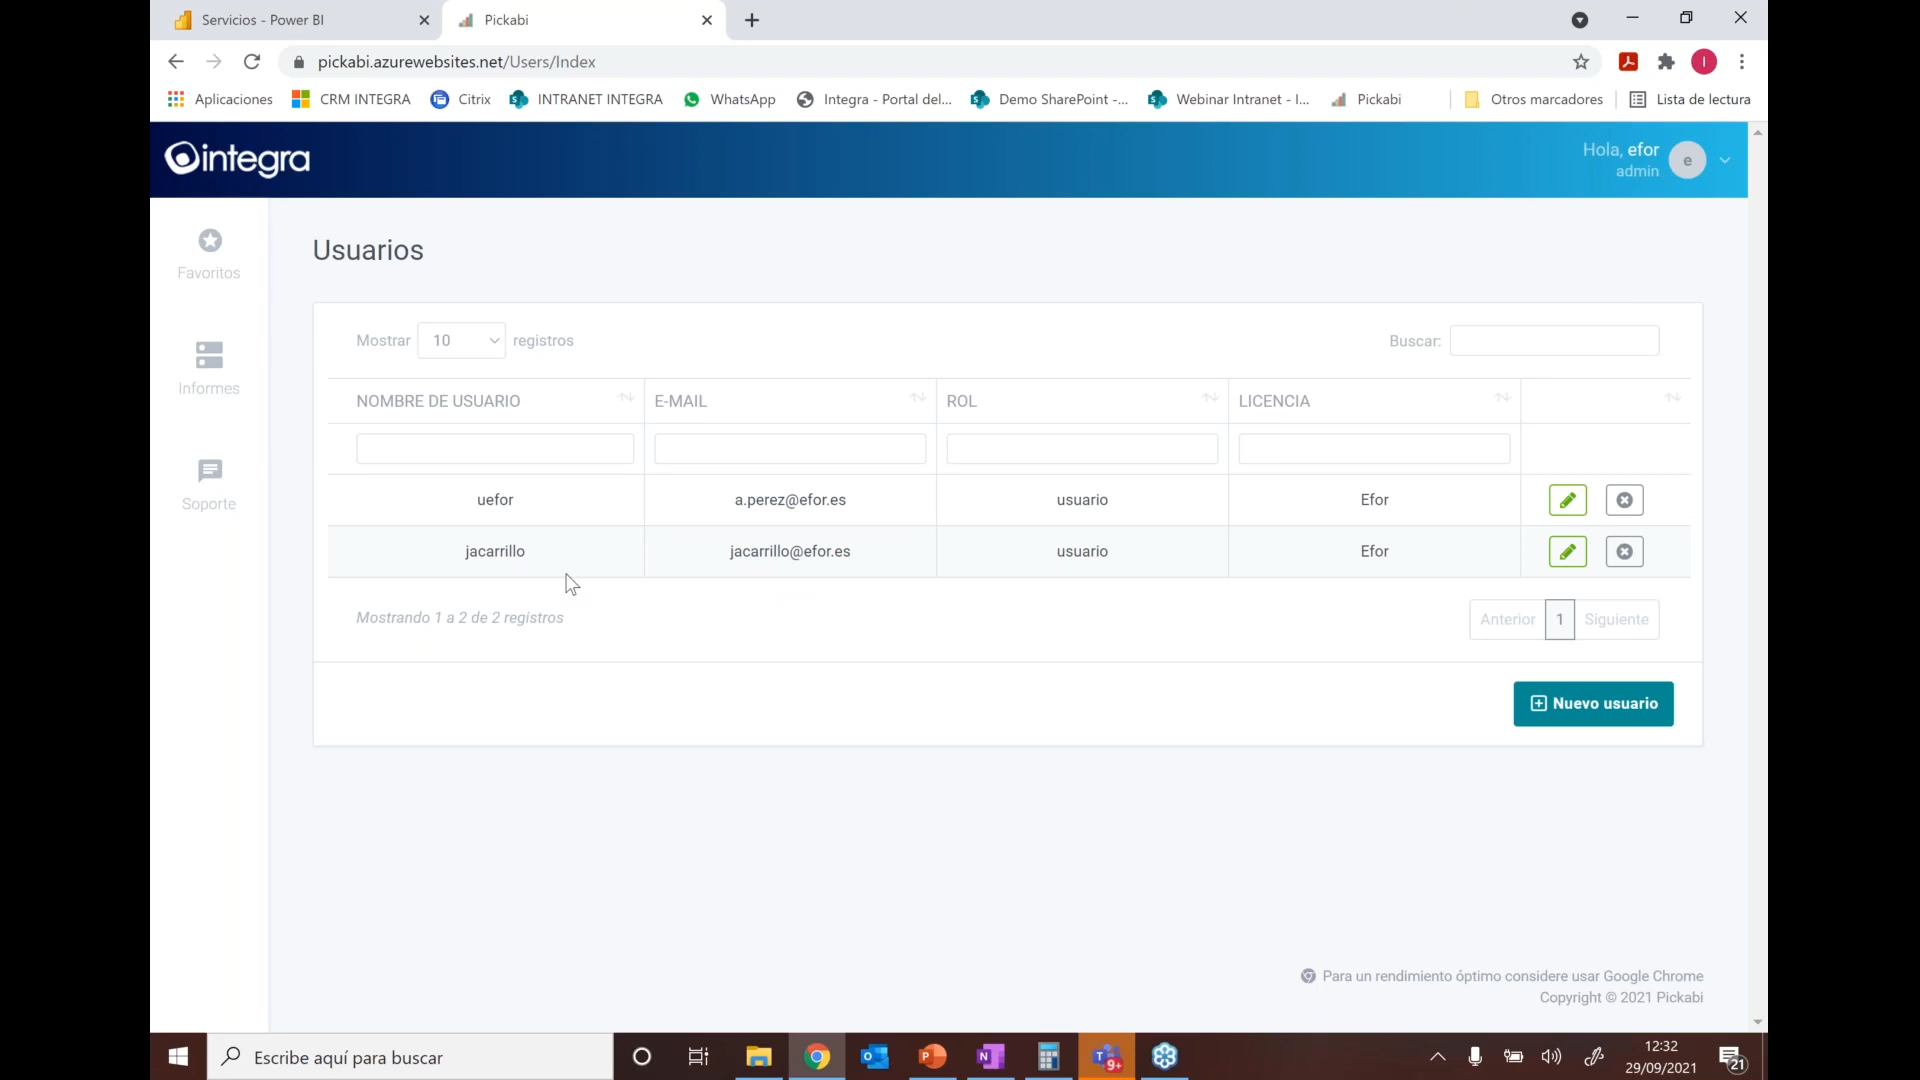 Servicios - Power BI
Pickabi
pickabi.azurewebsites.net/Users/Index
Aplicaciones
CRM INTEGRA
Citrix
INTRANET INTEGRA
WhatsApp
Integra - Portal del...
Demo SharePoint -...
Webinar Intranet - I...
Pickabi
Otros marcadores
Lista de lectura
integra
Hola, efor
admin
e
Favoritos
Informes
Soporte
Usuarios
Mostrar 10 registros
Buscar:
NOMBRE DE USUARIO E-MAIL ROL LICENCIA
uefor a.perez@efor.es usuario Efor
jacarrillo jacarrillo@efor.es usuario Efor
Mostrando 1 a 2 de 2 registros
Anterior 1 Siguiente
Nuevo usuario
Para un rendimiento óptimo considere usar Google Chrome
Copyright © 2021 Pickabi
Escribe aquí para buscar
9+
12:32
29/09/2021
21